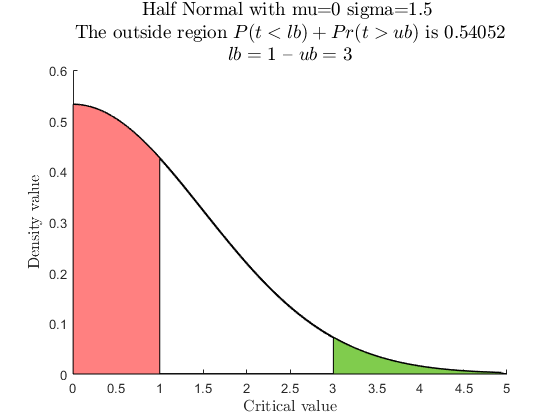 Half Normal with mu=0 sigma=1.5
The outside region P(t < lb) + Pr(t > ub) is 0.54052
lb = 1 – ub = 3
0.6
0.5
0.4
0.3
0.2
0.1
0
Density value
0 0.5 1 1.5 2 2.5 3 3.5 4 4.5 5
Critical value